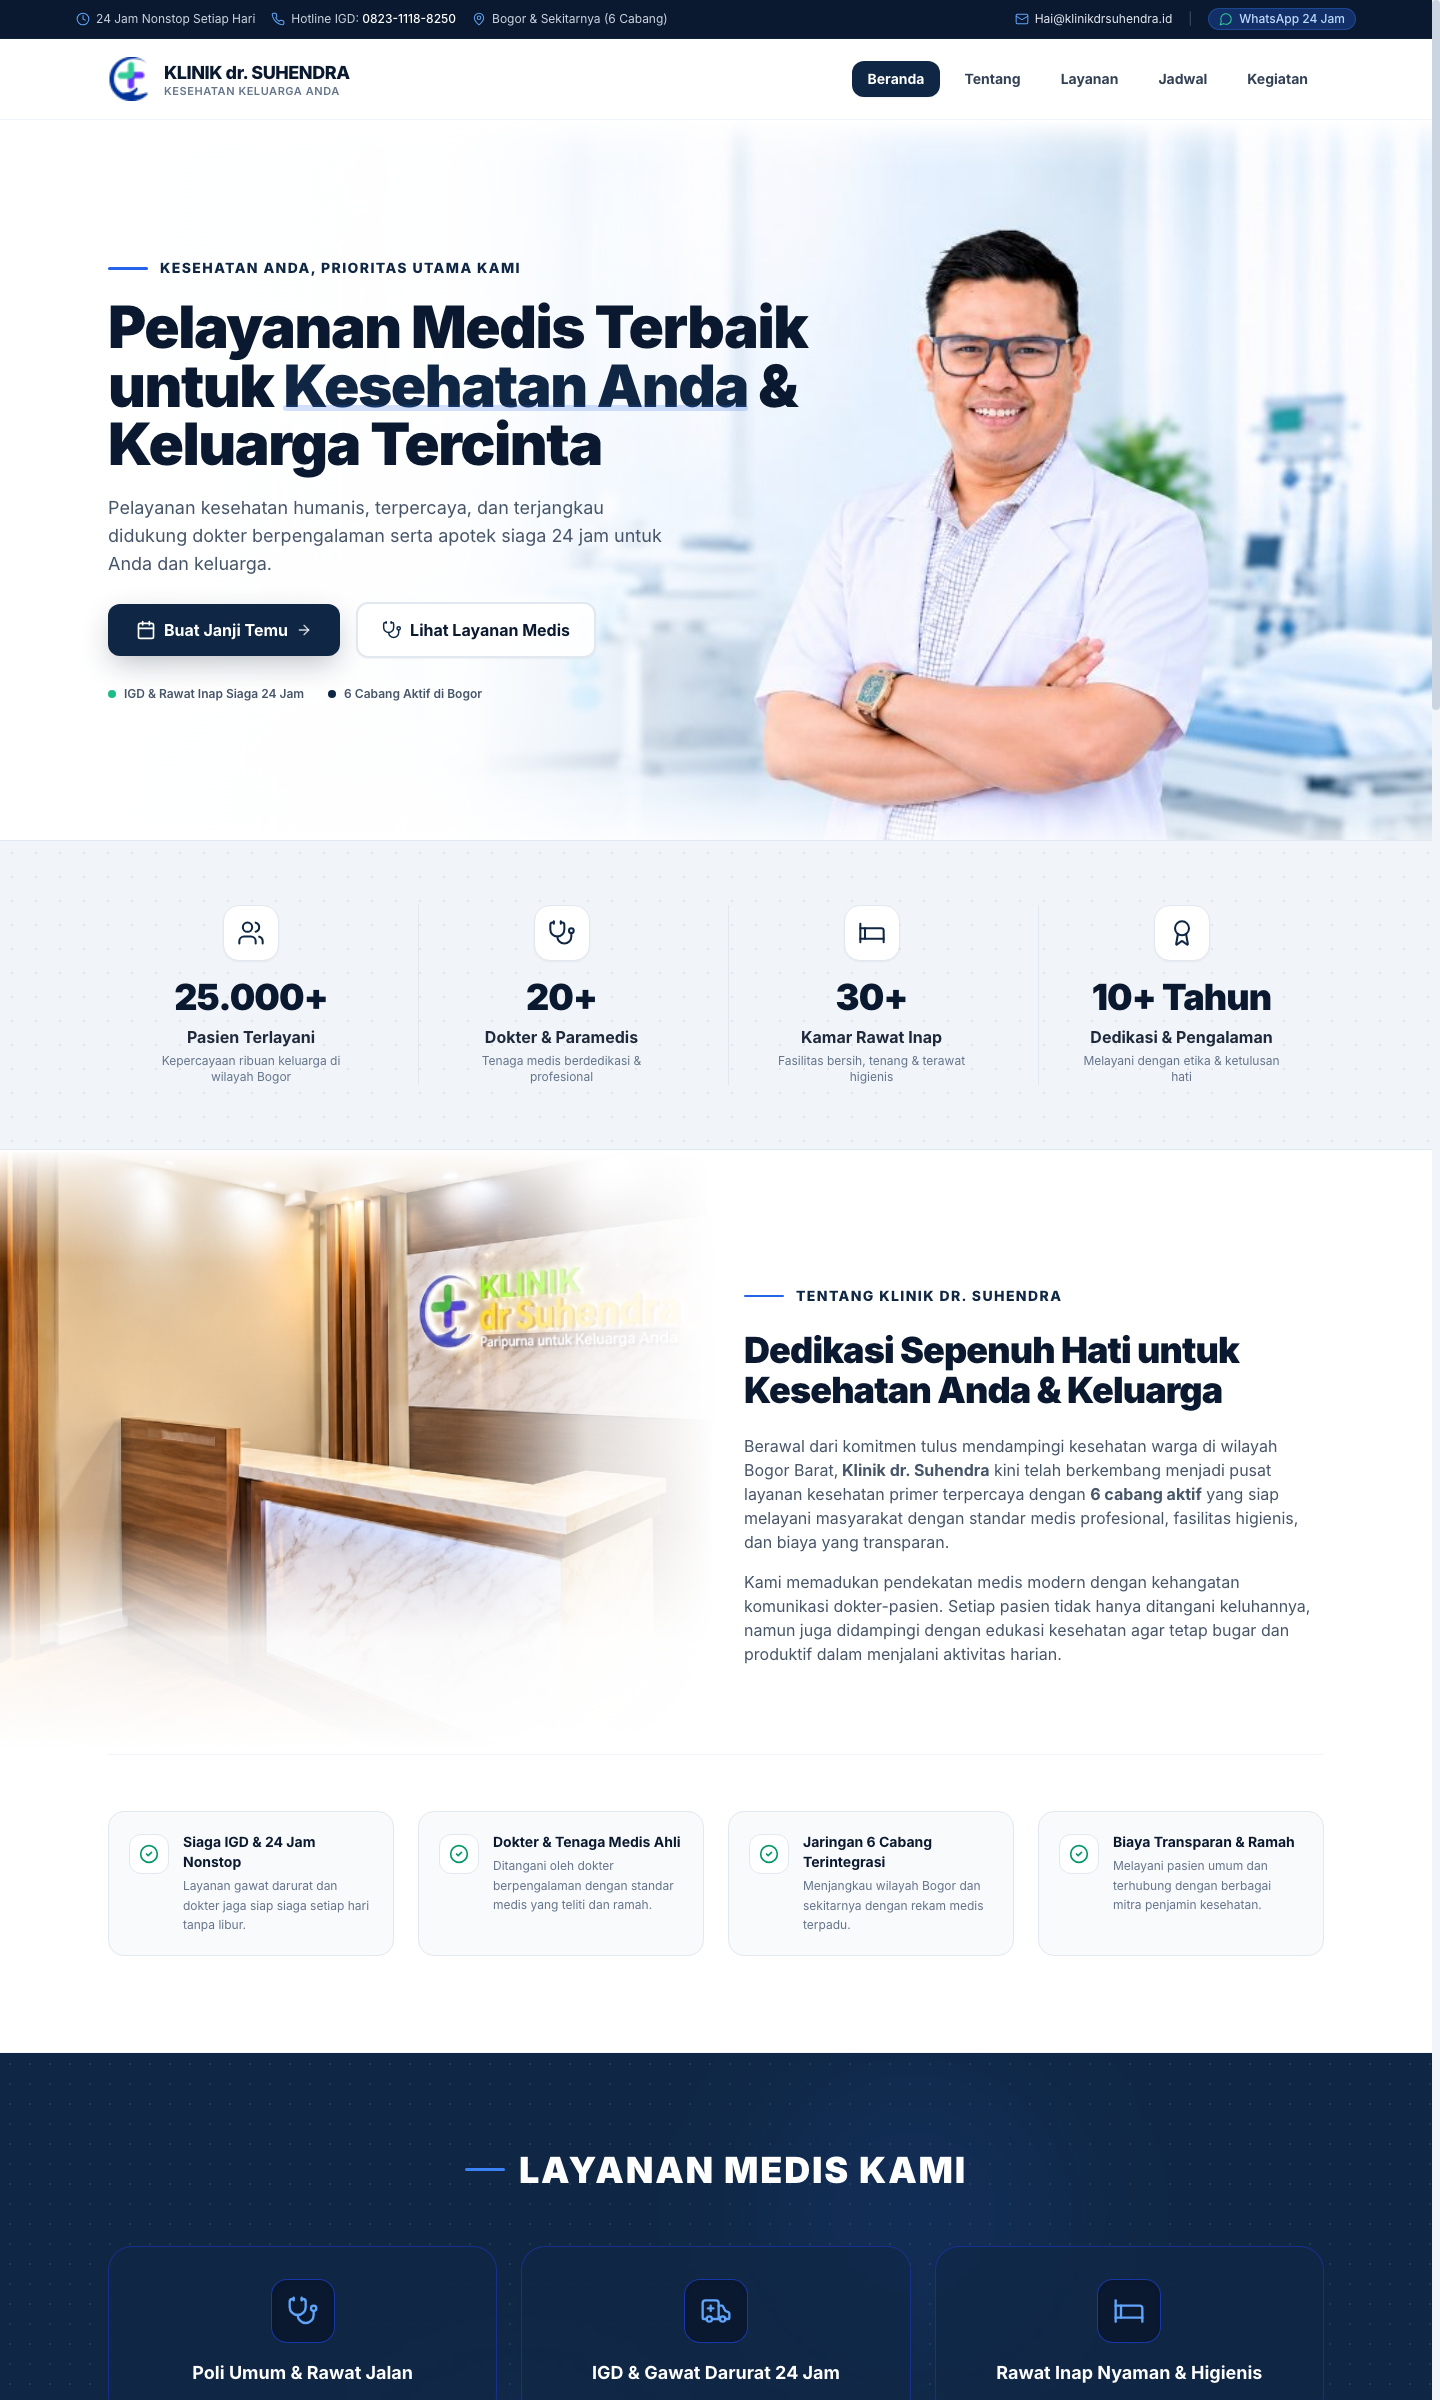 24 Jam Nonstop Setiap Hari
Hotline IGD: 0823-1118-8250
Bogor & Sekitarnya (6 Cabang)
Hai@klinikdrsuhendra.id
WhatsApp 24 Jam
KLINIK dr. SUHENDRA
KESEHATAN KELUARGA ANDA
Beranda
Tentang
Layanan
Jadwal
Kegiatan
KESEHATAN ANDA, PRIORITAS UTAMA KAMI
Pelayanan Medis Terbaik
untuk Kesehatan Anda &
Keluarga Tercinta
Pelayanan kesehatan humanis, terpercaya, dan terjangkau
didukung dokter berpengalaman serta apotek siaga 24 jam untuk
Anda dan keluarga.
Buat Janji Temu
Lihat Layanan Medis
IGD & Rawat Inap Siaga 24 Jam
6 Cabang Aktif di Bogor
25.000+
Pasien Terlayani
Kepercayaan ribuan keluarga di
wilayah Bogor
20+
Dokter & Paramedis
Tenaga medis berdedikasi &
profesional
30+
Kamar Rawat Inap
Fasilitas bersih, tenang & terawat
higienis
10+ Tahun
Dedikasi & Pengalaman
Melayani dengan etika & ketulusan
hati
KLINIK
dr Suhendra
Paripurna untuk Keluarga Anda
TENTANG KLINIK DR. SUHENDRA
Dedikasi Sepenuh Hati untuk
Kesehatan Anda & Keluarga
Berawal dari komitmen tulus mendampingi kesehatan warga di wilayah
Bogor Barat, Klinik dr. Suhendra kini telah berkembang menjadi pusat
layanan kesehatan primer terpercaya dengan 6 cabang aktif yang siap
melayani masyarakat dengan standar medis profesional, fasilitas higienis,
dan biaya yang transparan.
Kami memadukan pendekatan medis modern dengan kehangatan
komunikasi dokter-pasien. Setiap pasien tidak hanya ditangani keluhannya,
namun juga didampingi dengan edukasi kesehatan agar tetap bugar dan
produktif dalam menjalani aktivitas harian.
Siaga IGD & 24 Jam
Nonstop
Layanan gawat darurat dan
dokter jaga siap siaga setiap hari
tanpa libur.
Dokter & Tenaga Medis Ahli
Ditangani oleh dokter
berpengalaman dengan standar
medis yang teliti dan ramah.
Jaringan 6 Cabang
Terintegrasi
Menjangkau wilayah Bogor dan
sekitarnya dengan rekam medis
terpadu.
Biaya Transparan & Ramah
Melayani pasien umum dan
terhubung dengan berbagai
mitra penjamin kesehatan.
LAYANAN MEDIS KAMI
Poli Umum & Rawat Jalan
IGD & Gawat Darurat 24 Jam
Rawat Inap Nyaman & Higienis